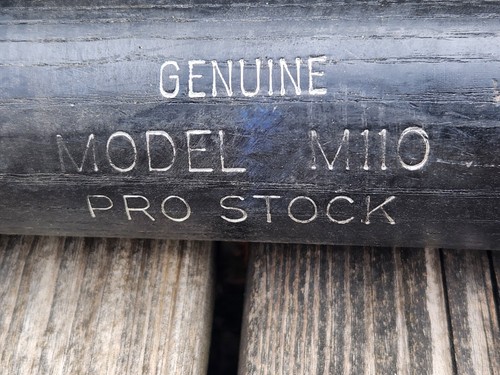 GENUINE
MODEL M110
PRO STOCK